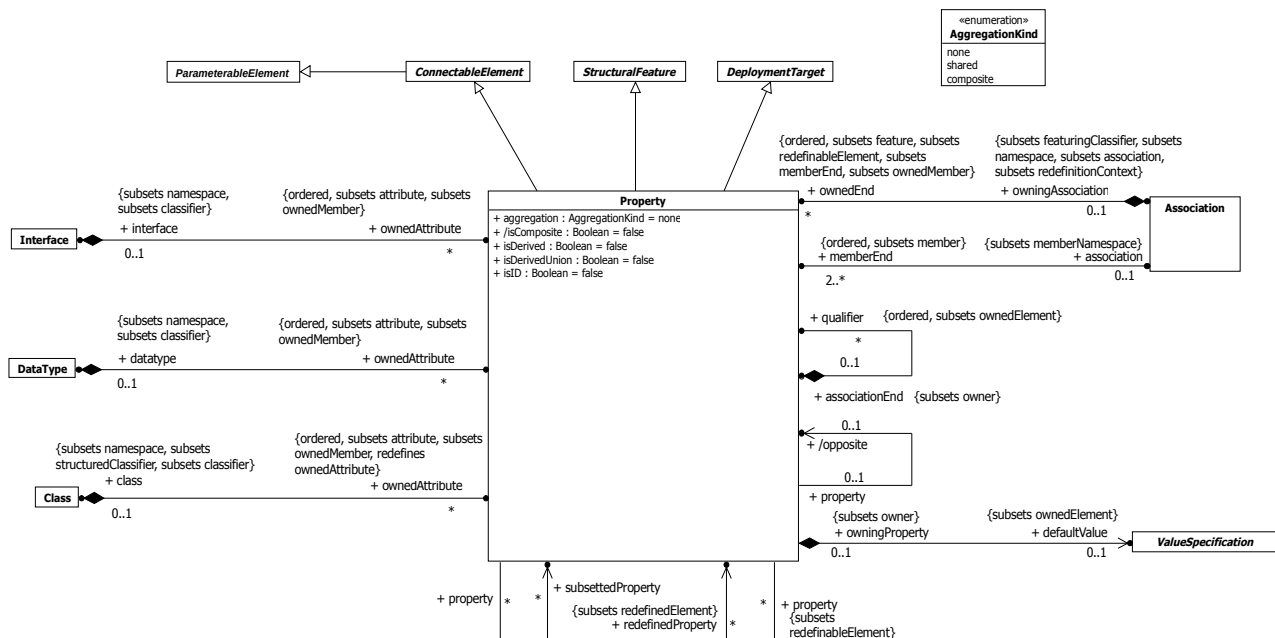 «enumeration»
AggregationKind
none
shared
composite
ParameterableElement
ConnectableElement
StructuralFeature
DeploymentTarget
{ordered, subsets feature, subsets
redefinableElement, subsets
memberEnd, subsets ownedMember}
+ ownedEnd
*
{subsets featuringClassifier, subsets
namespace, subsets association,
subsets redefinitionContext}
+ owningAssociation
0..1
Association
Property
+ aggregation : AggregationKind = none
+ /isComposite : Boolean = false
+ isDerived : Boolean = false
+ isDerivedUnion : Boolean = false
+ isID : Boolean = false
{subsets namespace,
subsets classifier}
+ interface
0..1
Interface
{ordered, subsets attribute, subsets
ownedMember}
+ ownedAttribute
*
{ordered, subsets member}
+ memberEnd
2..*
{subsets memberNamespace}
+ association
0..1
{subsets namespace,
subsets classifier}
+ datatype
0..1
DataType
{ordered, subsets attribute, subsets
ownedMember}
+ ownedAttribute
*
+ qualifier
{ordered, subsets ownedElement}
*
0..1
+ associationEnd
{subsets owner}
0..1
+ /opposite
0..1
+ property
{subsets namespace, subsets
structuredClassifier, subsets classifier}
+ class
0..1
Class
{ordered, subsets attribute, subsets
ownedMember, redefines
ownedAttribute}
+ ownedAttribute
*
{subsets owner}
+ owningProperty
0..1
{subsets ownedElement}
+ defaultValue
0..1
ValueSpecification
+ property
*
*
+ subsettedProperty
{subsets redefinedElement}
+ redefinedProperty
*
*
+ property
{subsets
redefinableElement}